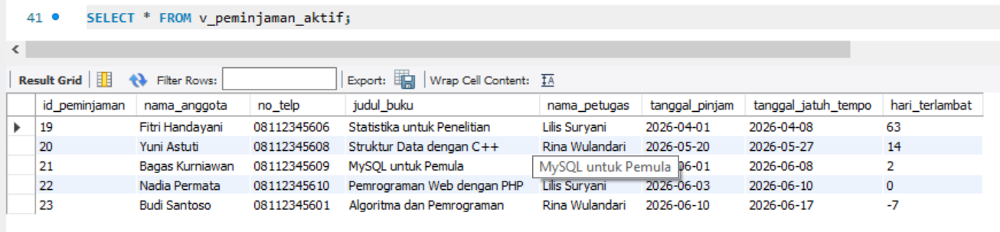 41 SELECT * FROM v_peminjaman_aktif;
Result Grid Filter Rows: Export: Wrap Cell Content: IA
id_peminjaman nama_anggota no_telp judul_buku nama_petugas tanggal_pinjam tanggal_jatuh_tempo hari_terlambat
19 Fitri Handayani 08112345606 Statistika untuk Penelitian Lilis Suryani 2026-04-01 2026-04-08 63
20 Yuni Astuti 08112345608 Struktur Data dengan C++ Rina Wulandari 2026-05-20 2026-05-27 14
21 Bagas Kurniawan 08112345609 MySQL untuk Pemula MySQL untuk Pemula 06-01 2026-06-08 2
22 Nadia Permata 08112345610 Pemrograman Web dengan PHP Lilis Suryani 2026-06-03 2026-06-10 0
23 Budi Santoso 08112345601 Algoritma dan Pemrograman Rina Wulandari 2026-06-10 2026-06-17 -7